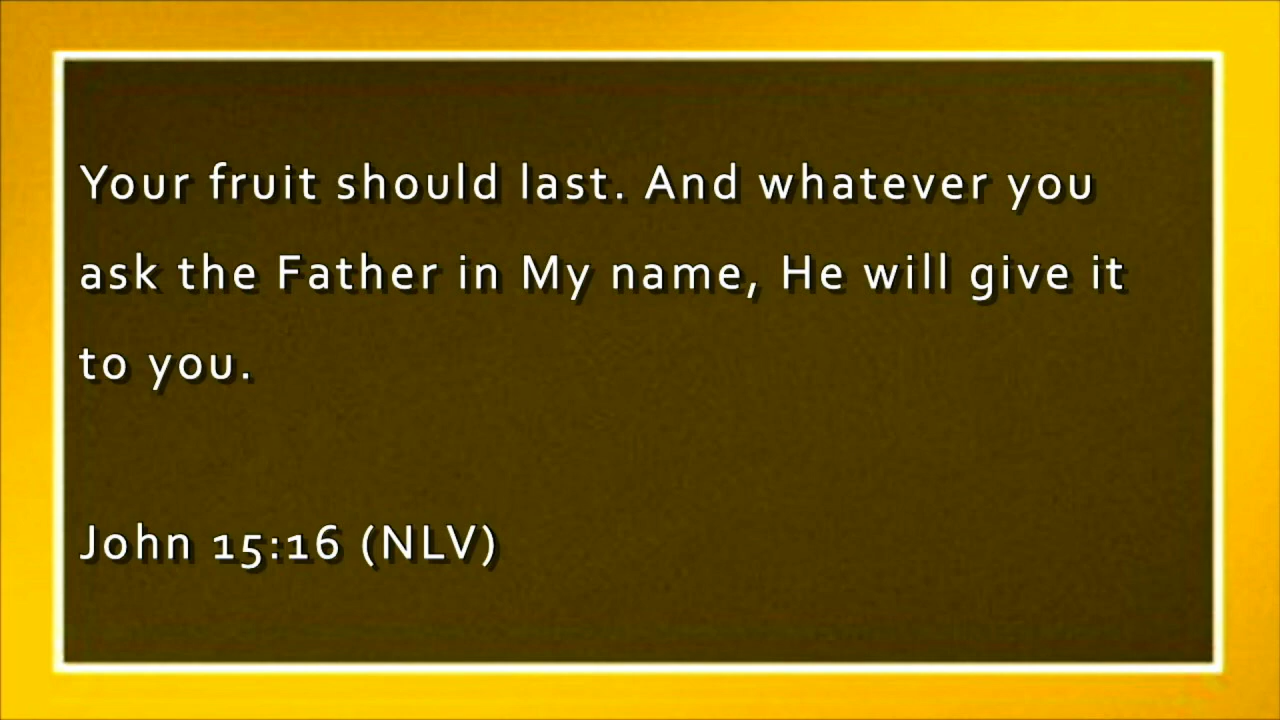 Your fruit should last. And whatever you
ask the Father in My name, He will give it
to you.
John 15:16 (NLV)